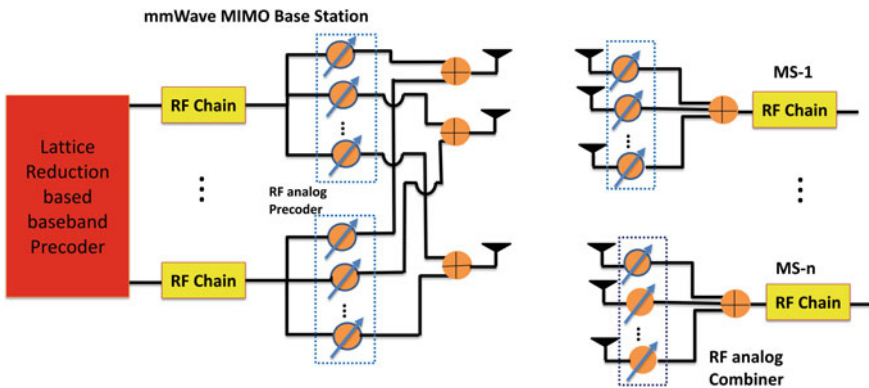 mmWave MIMO Base Station
RF Chain
Lattice
Reduction
based
baseband
Precoder
RF analog
Precoder
RF Chain
MS-1
RF Chain
MS-n
RF Chain
RF analog
Combiner